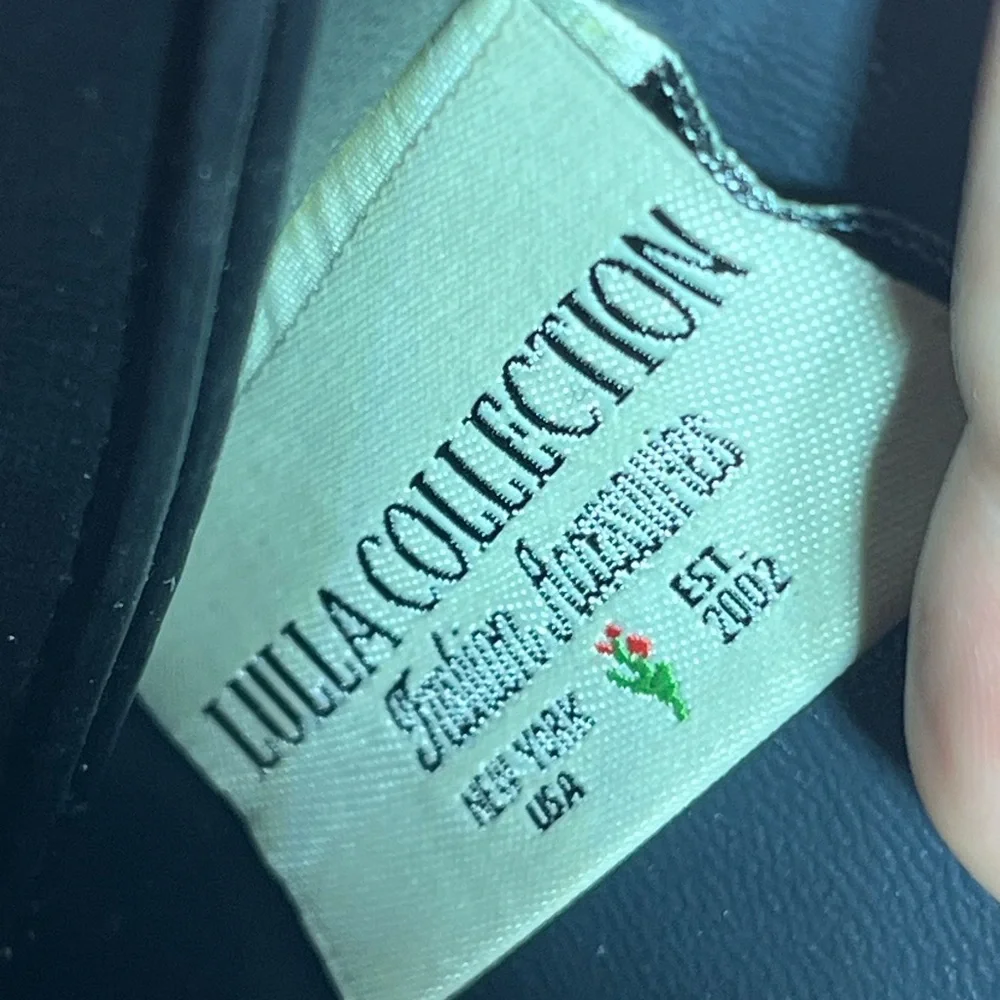 LULLA COLLECTION
Fashion Accessories
NEW YORK
USA
EST.
2002